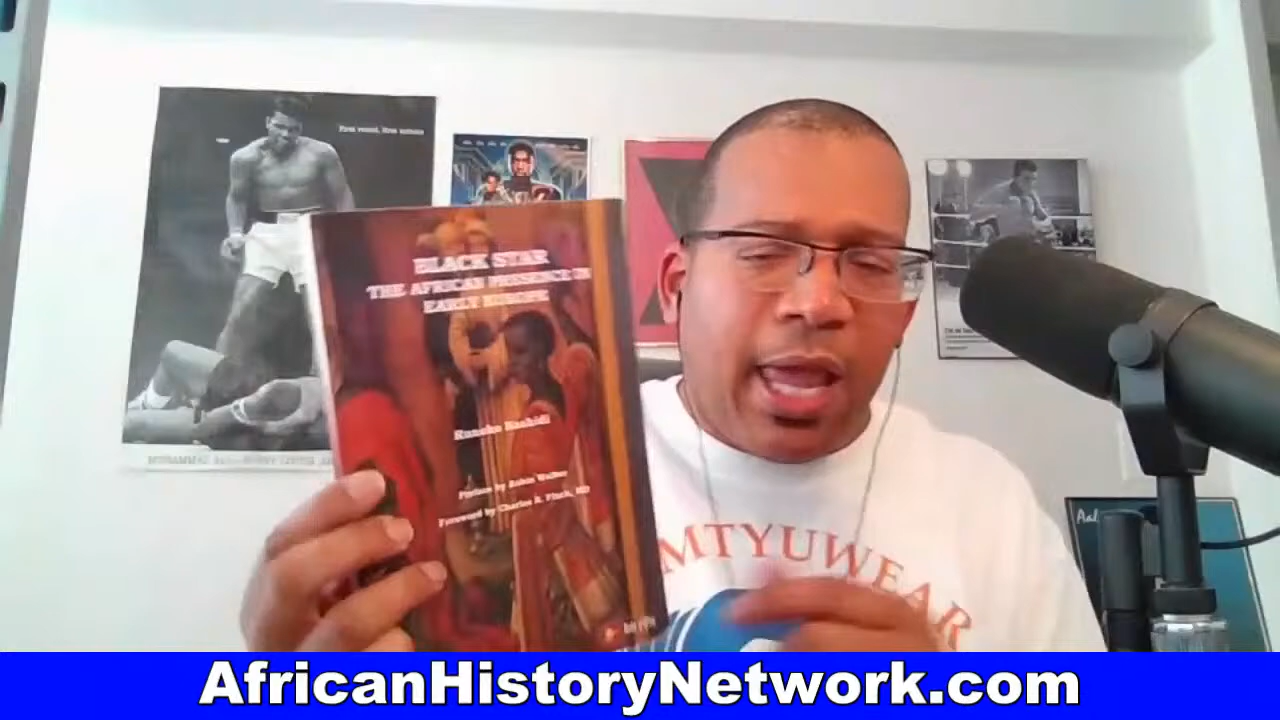 First round, first minute
BLACK STAR
THE AFRICAN PRESENCE IN
EARLY EUROPE
Runoko Rashidi
Preface by Robin Walker
Foreword by Charles S. Finch, MD
MTYUWEAR
Aal
AfricanHistoryNetwork.com